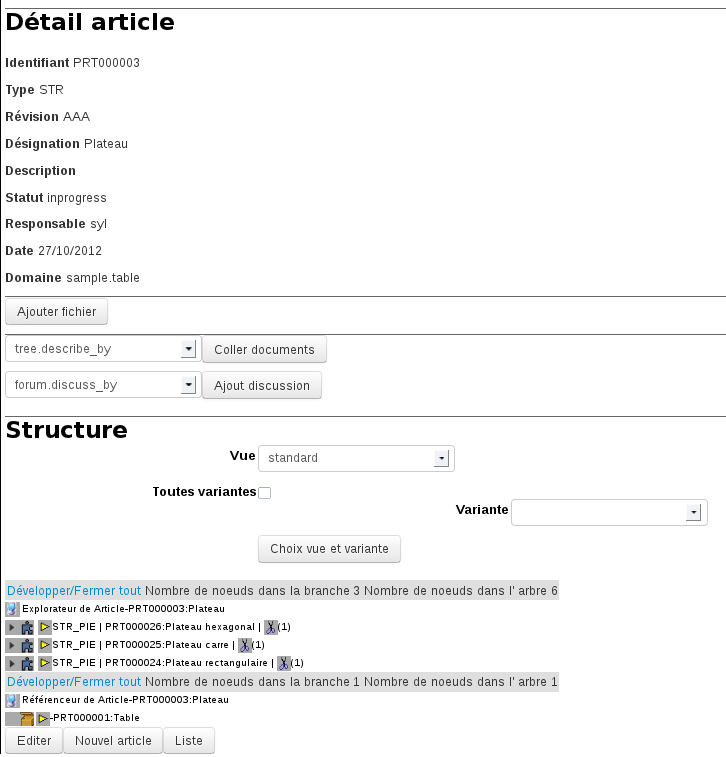 Détail article
Identifiant PRT000003
Type STR
Révision AAA
Désignation Plateau
Description
Statut inprogress
Responsable syl
Date 27/10/2012
Domaine sample.table
Ajouter fichier
tree.describe_by Coller documents
forum.discuss_by Ajout discussion
Structure
Vue standard
Toutes variantes
Variante
Choix vue et variante
Développer/Fermer tout Nombre de noeuds dans la branche 3 Nombre de noeuds dans l' arbre 6
Explorateur de Article-PRT000003:Plateau
STR_PIE | PRT000026:Plateau hexagonal | (1)
STR_PIE | PRT000025:Plateau carre | (1)
STR_PIE | PRT000024:Plateau rectangulaire | (1)
Développer/Fermer tout Nombre de noeuds dans la branche 1 Nombre de noeuds dans l' arbre 1
Référenceur de Article-PRT000003:Plateau
-PRT000001:Table
Editer Nouvel article Liste